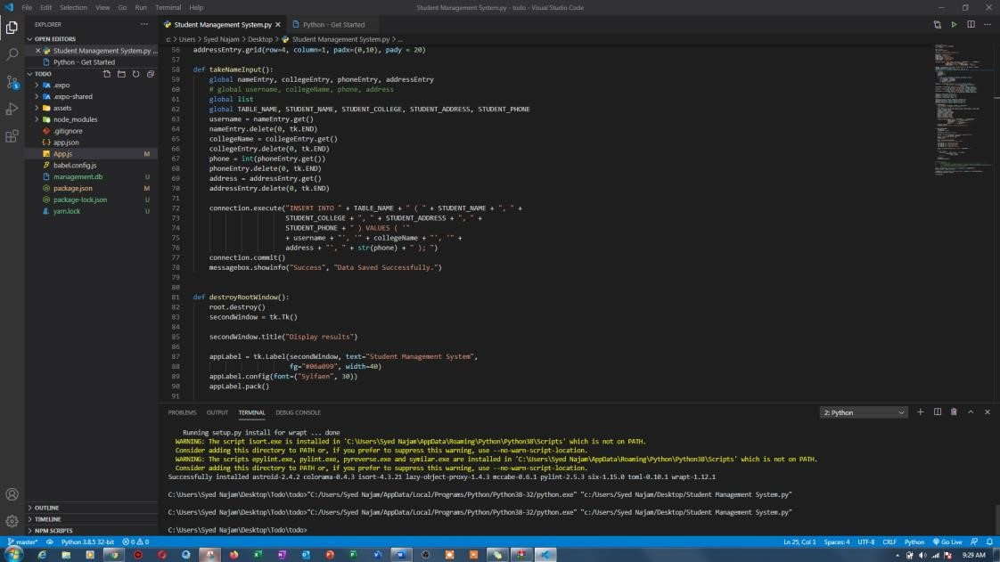 File Edit Selection View Go Run Terminal Help
Student Management System.py - todo - Visual Studio Code
EXPLORER
OPEN EDITORS
Student Management System.py ...
Python - Get Started
TODO
.expo
.expo-shared
assets
node_modules
.gitignore
app.json
App.js M
babel.config.js
management.db U
package.json M
package-lock.json U
yarn.lock U
OUTLINE
TIMELINE
NPM SCRIPTS
Student Management System.py
Python - Get Started
c: > Users > Syed Najam > Desktop > Student Management System.py > ...
56 addressEntry.grid(row=4, column=1, padx=(0,10), pady = 20)
57
58 def takeNameInput():
59 global nameEntry, collegeEntry, phoneEntry, addressEntry
60 # global username, collegeName, phone, address
61 global list
62 global TABLE_NAME, STUDENT_NAME, STUDENT_COLLEGE, STUDENT_ADDRESS, STUDENT_PHONE
63 username = nameEntry.get()
64 nameEntry.delete(0, tk.END)
65 collegeName = collegeEntry.get()
66 collegeEntry.delete(0, tk.END)
67 phone = int(phoneEntry.get())
68 phoneEntry.delete(0, tk.END)
69 address = addressEntry.get()
70 addressEntry.delete(0, tk.END)
71
72 connection.execute("INSERT INTO " + TABLE_NAME + " ( " + STUDENT_NAME + ", " +
73 STUDENT_COLLEGE + ", " + STUDENT_ADDRESS + ", " +
74 STUDENT_PHONE + " ) VALUES ( '"
75 + username + "', '" + collegeName + "', '" +
76 address + "', " + str(phone) + " ); ")
77 connection.commit()
78 messagebox.showinfo("Success", "Data Saved Successfully.")
79
80
81 def destroyRootWindow():
82 root.destroy()
83 secondWindow = tk.Tk()
84
85 secondWindow.title("Display results")
86
87 appLabel = tk.Label(secondWindow, text="Student Management System",
88 fg="#06a099", width=40)
89 appLabel.config(font=("Sylfaen", 30))
90 appLabel.pack()
91
PROBLEMS OUTPUT TERMINAL DEBUG CONSOLE
2: Python
Running setup.py install for wrapt ... done
WARNING: The script isort.exe is installed in 'C:\Users\Syed Najam\AppData\Roaming\Python\Python38\Scripts' which is not on PATH.
Consider adding this directory to PATH or, if you prefer to suppress this warning, use --no-warn-script-location.
WARNING: The scripts epylint.exe, pylint.exe, pyreverse.exe and symilar.exe are installed in 'C:\Users\Syed Najam\AppData\Roaming\Python\Python38\Scripts' which is not on PATH.
Consider adding this directory to PATH or, if you prefer to suppress this warning, use --no-warn-script-location.
Successfully installed astroid-2.4.2 colorama-0.4.3 isort-4.3.21 lazy-object-proxy-1.4.3 mccabe-0.6.1 pylint-2.5.3 six-1.15.0 toml-0.10.1 wrapt-1.12.1
C:\Users\Syed Najam\Desktop\Todo\todo>"C:/Users/Syed Najam/AppData/Local/Programs/Python/Python38-32/python.exe" "c:/Users/Syed Najam/Desktop/Student Management System.py"
C:\Users\Syed Najam\Desktop\Todo\todo>"C:/Users/Syed Najam/AppData/Local/Programs/Python/Python38-32/python.exe" "c:/Users/Syed Najam/Desktop/Student Management System.py"
C:\Users\Syed Najam\Desktop\Todo\todo>
master* Python 3.8.5 32-bit 0 0
Ln 25, Col 1 Spaces: 4 UTF-8 CRLF Python Go Live
9:29 AM